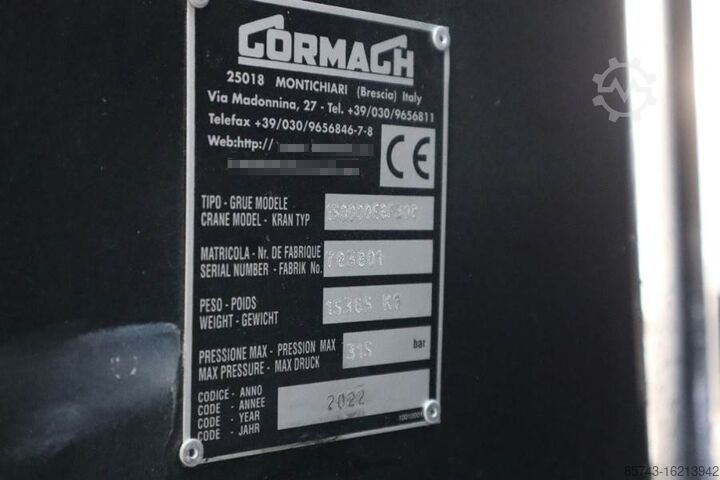 CORMACH
25018 MONTICHIARI (Brescia) Italy
Via Madonnina, 27 - Tel. +39/030/9656811
Telefax +39/030/9656846-7-8
Web:http://
CE
TIPO - GRUE MODELE
CRANE MODEL - KRAN TYP
MATRICOLA - Nr. DE FABRIQUE
SERIAL NUMBER - FABRIK No.
PESO - POIDS
WEIGHT - GEWICHT
15365 KG
PRESSIONE MAX - PRESSION MAX
MAX PRESSURE - MAX DRUCK
315 bar
CODICE - ANNO
CODE - ANNEE
CODE - YEAR
CODE - JAHR
2022
85743-16213942